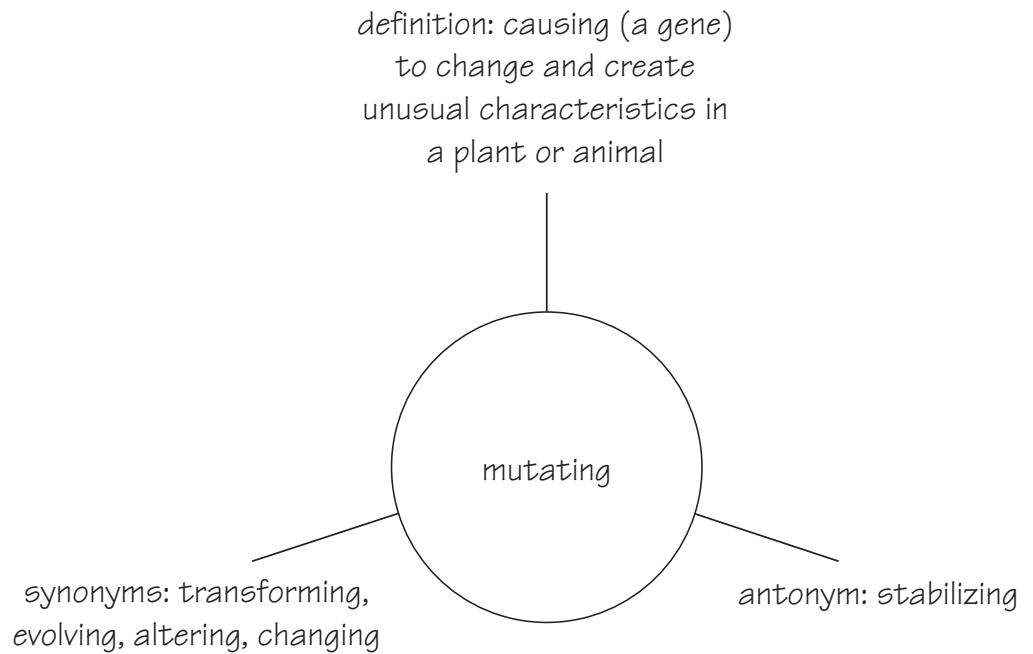 definition: causing (a gene)
to change and create
unusual characteristics in
a plant or animal
mutating
synonyms: transforming,
evolving, altering, changing
antonym: stabilizing